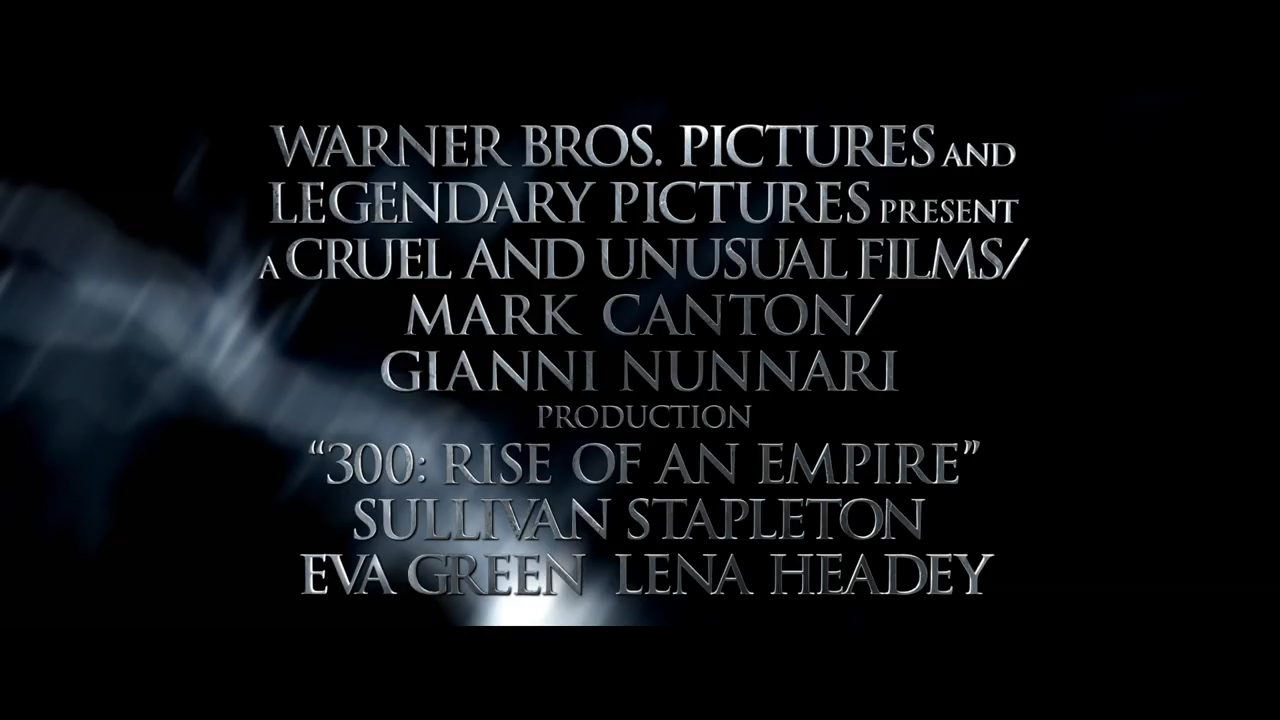 WARNER BROS. PICTURES AND
LEGENDARY PICTURES PRESENT
A CRUEL AND UNUSUAL FILMS/
MARK CANTON/
GIANNI NUNNARI
PRODUCTION
“300: RISE OF AN EMPIRE”
SULLIVAN STAPLETON
EVA GREEN LENA HEADEY